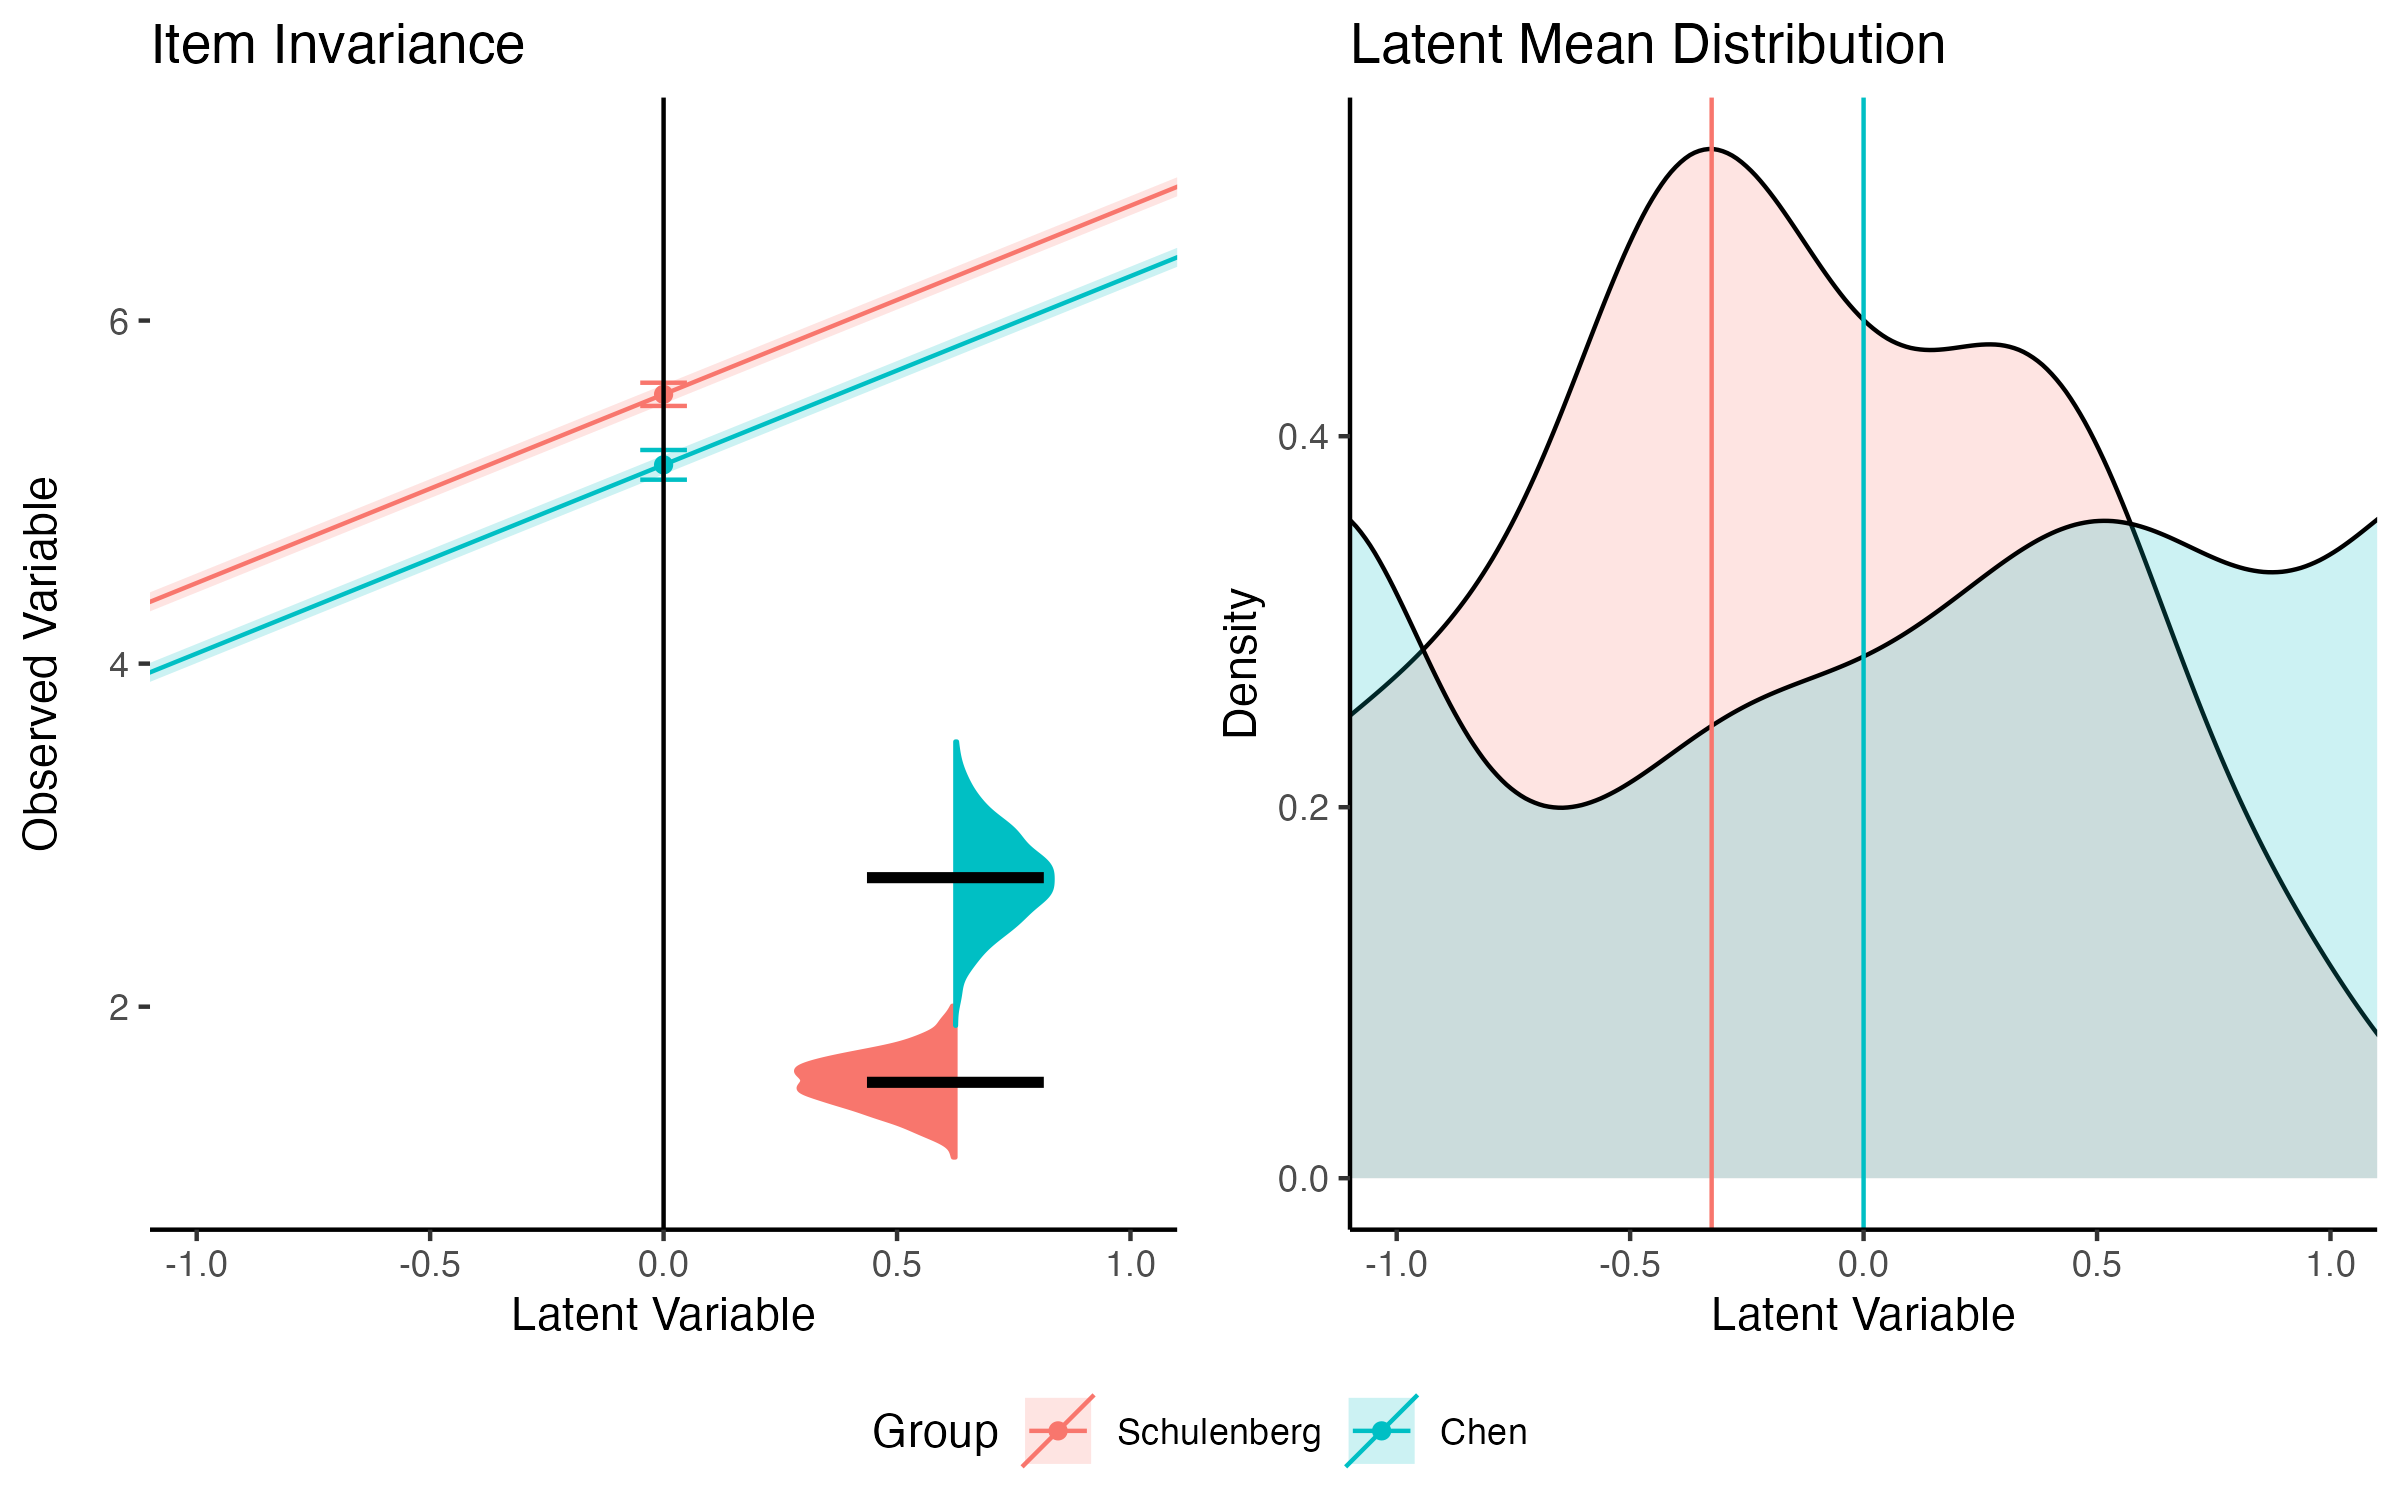 Item Invariance
Observed Variable
6
4
2
-1.0 -0.5 0.0 0.5 1.0
Latent Variable
Latent Mean Distribution
Density
0.4
0.2
0.0
-1.0 -0.5 0.0 0.5 1.0
Latent Variable
Group Schulenberg Chen